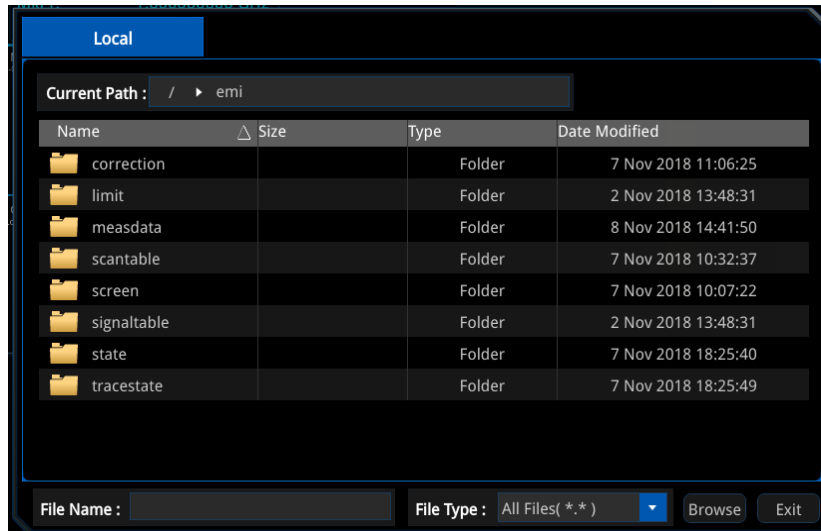 Local
Current Path : / ▸ emi
Name △ Size Type Date Modified
correction Folder 7 Nov 2018 11:06:25
limit Folder 2 Nov 2018 13:48:31
measdata Folder 8 Nov 2018 14:41:50
scantable Folder 7 Nov 2018 10:32:37
screen Folder 7 Nov 2018 10:07:22
signaltable Folder 2 Nov 2018 13:48:31
state Folder 7 Nov 2018 18:25:40
tracestate Folder 7 Nov 2018 18:25:49
File Name : File Type : All Files( *.* ) Browse Exit